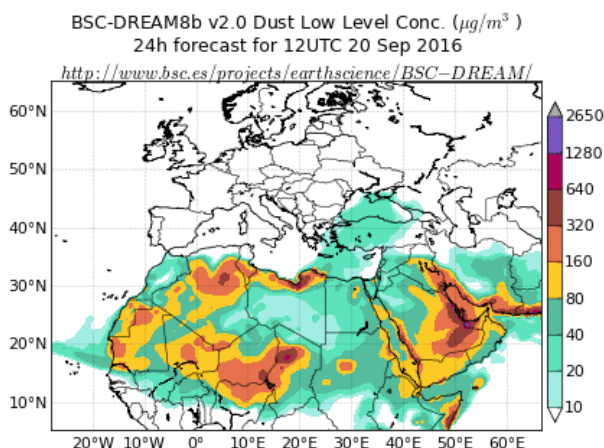 BSC-DREAM8b v2.0 Dust Low Level Conc. (μg/m³ )
24h forecast for 12UTC 20 Sep 2016
http://www.bsc.es/projects/earthscience/BSC−DREAM/
60°N
50°N
40°N
30°N
20°N
10°N
20°W 10°W 0° 10°E 20°E 30°E 40°E 50°E 60°E
2650
1280
640
320
160
80
40
20
10